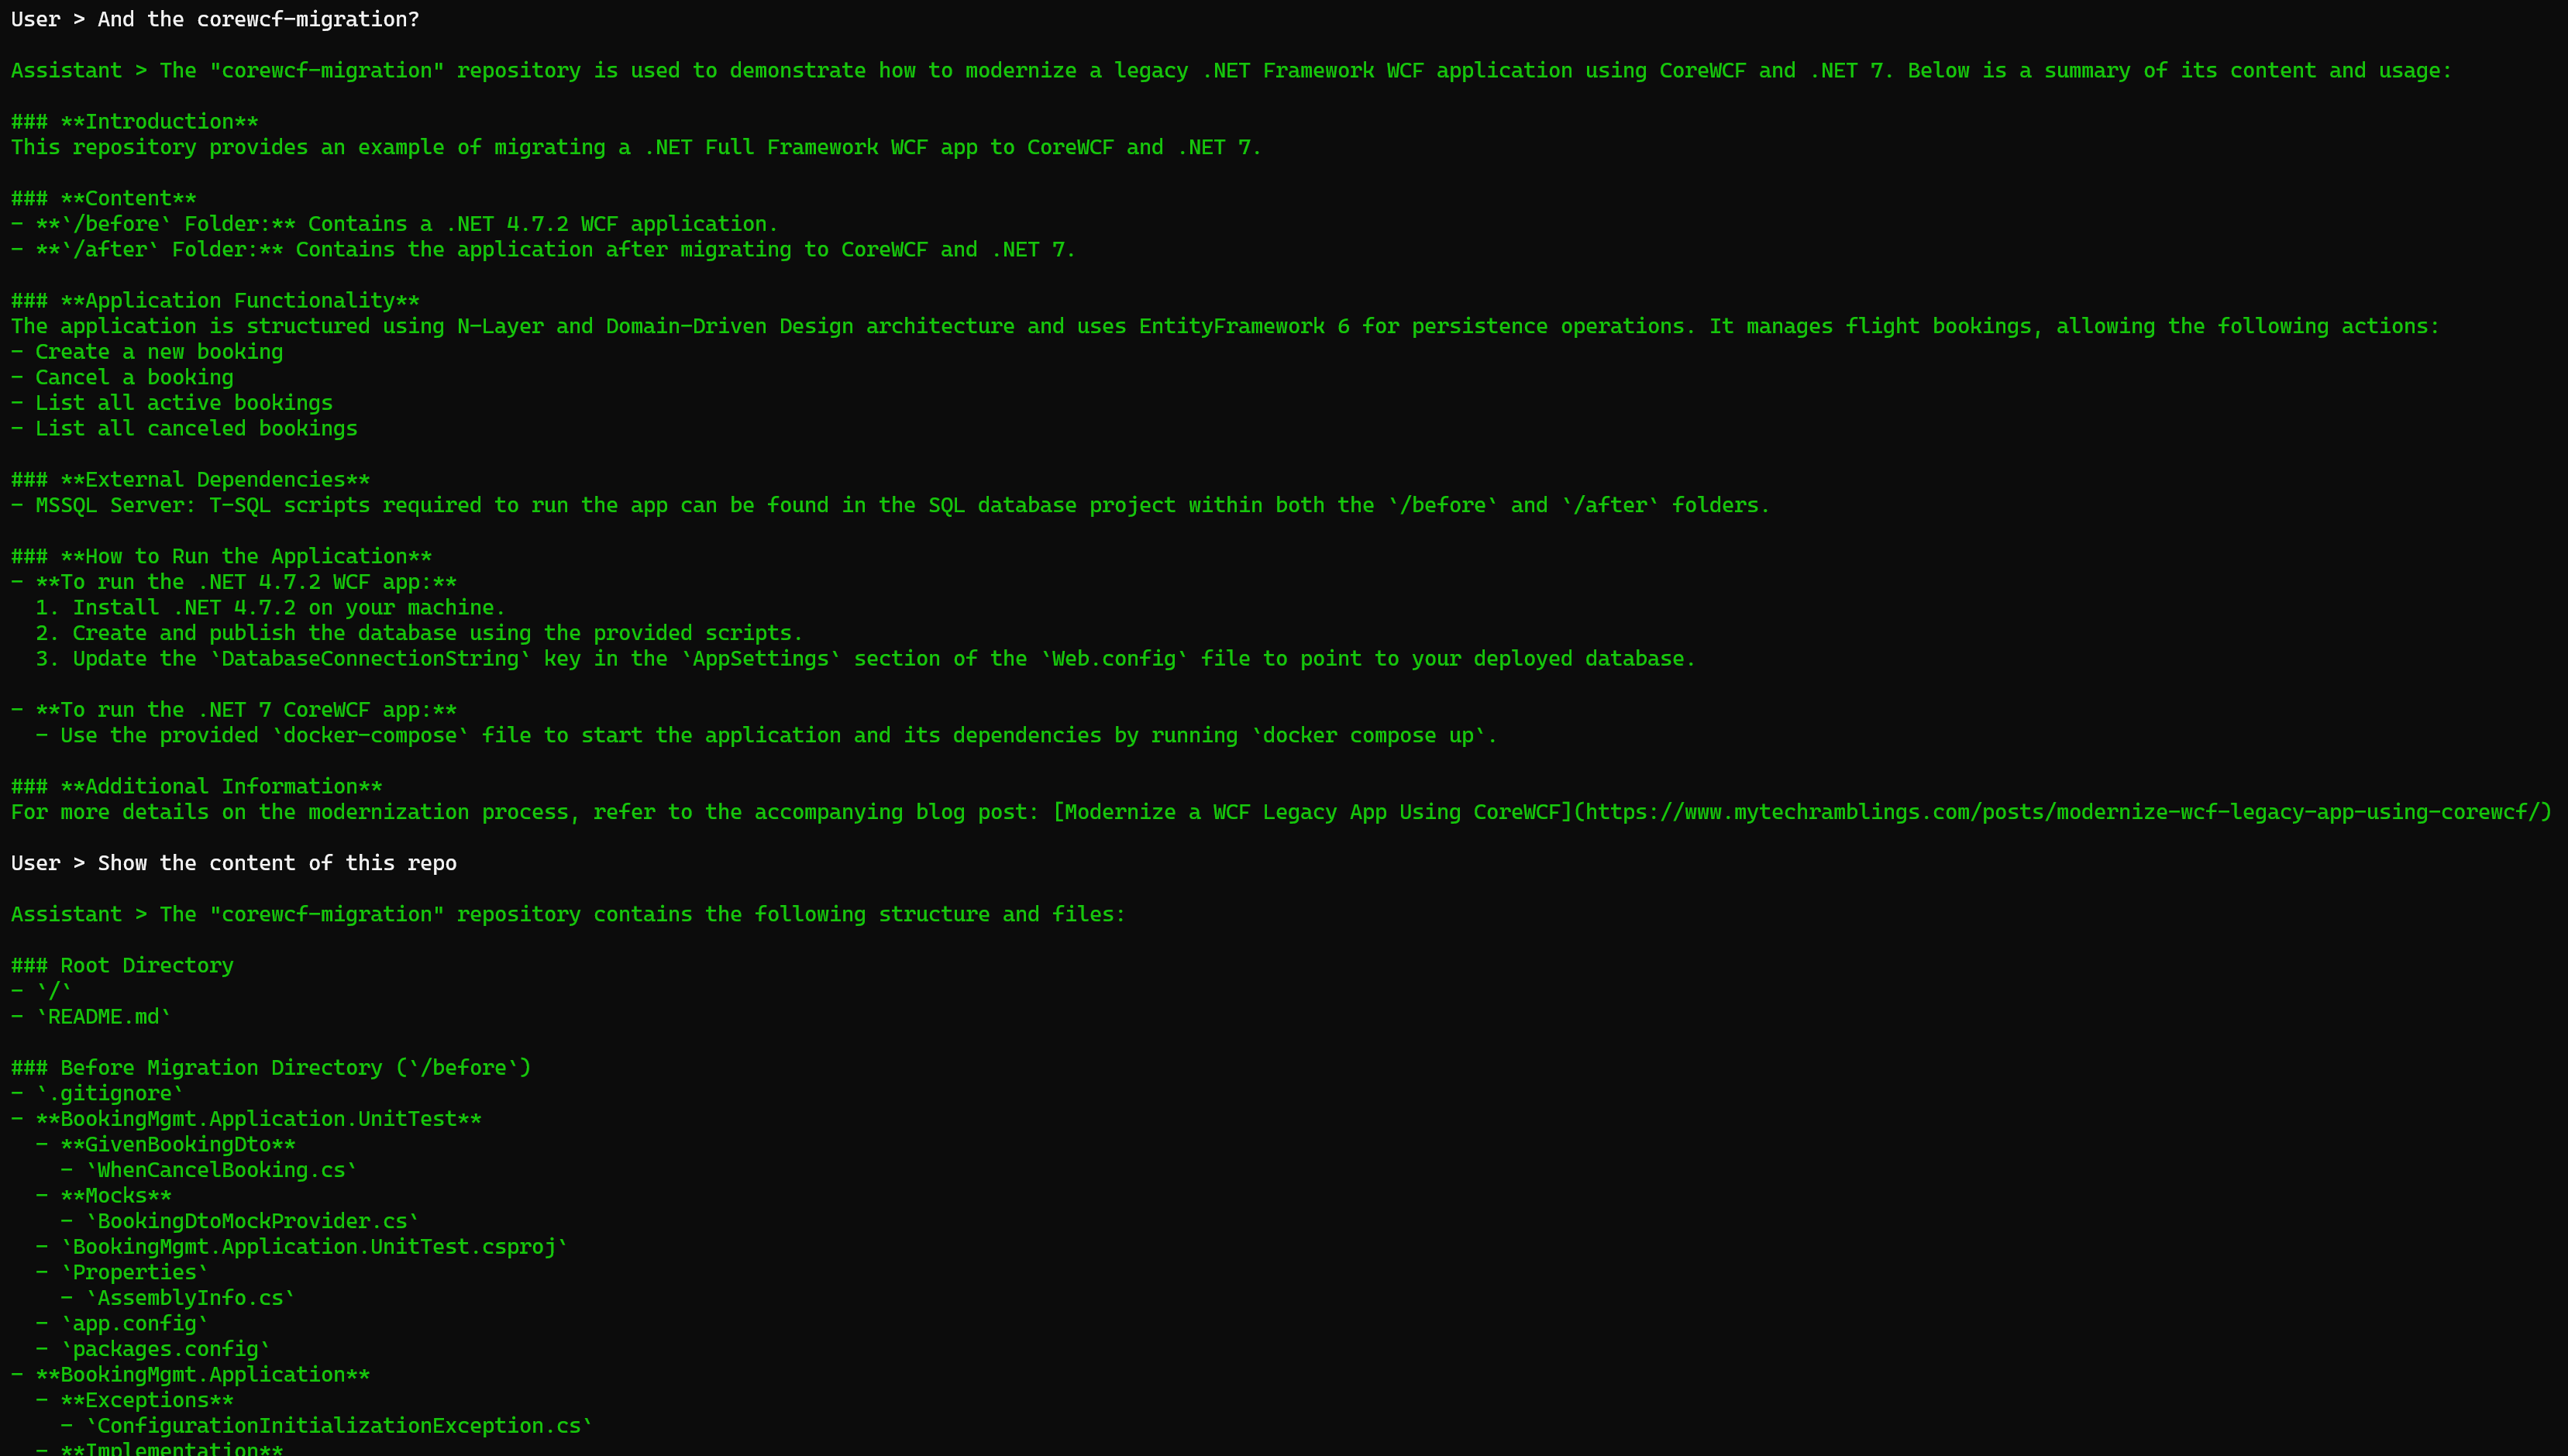 User > And the corewcf-migration?
Assistant > The "corewcf-migration" repository is used to demonstrate how to modernize a legacy .NET Framework WCF application using CoreWCF and .NET 7. Below is a summary of its content and usage:
### **Introduction**
This repository provides an example of migrating a .NET Full Framework WCF app to CoreWCF and .NET 7.
### **Content**
- **`/before` Folder:** Contains a .NET 4.7.2 WCF application.
- **`/after` Folder:** Contains the application after migrating to CoreWCF and .NET 7.
### **Application Functionality**
The application is structured using N-Layer and Domain-Driven Design architecture and uses EntityFramework 6 for persistence operations. It manages flight bookings, allowing the following actions:
- Create a new booking
- Cancel a booking
- List all active bookings
- List all canceled bookings
### **External Dependencies**
- MSSQL Server: T-SQL scripts required to run the app can be found in the SQL database project within both the `/before` and `/after` folders.
### **How to Run the Application**
- **To run the .NET 4.7.2 WCF app:**
  1. Install .NET 4.7.2 on your machine.
  2. Create and publish the database using the provided scripts.
  3. Update the `DatabaseConnectionString` key in the `AppSettings` section of the `Web.config` file to point to your deployed database.
- **To run the .NET 7 CoreWCF app:**
  - Use the provided `docker-compose` file to start the application and its dependencies by running `docker compose up`.
### **Additional Information**
For more details on the modernization process, refer to the accompanying blog post: [Modernize a WCF Legacy App Using CoreWCF](https://www.mytechramblings.com/posts/modernize-wcf-legacy-app-using-corewcf/)
User > Show the content of this repo
Assistant > The "corewcf-migration" repository contains the following structure and files:
### Root Directory
- `/`
- `README.md`
### Before Migration Directory (`/before`)
- `.gitignore`
- **BookingMgmt.Application.UnitTest**
  - **GivenBookingDto**
    - `WhenCancelBooking.cs`
  - **Mocks**
    - `BookingDtoMockProvider.cs`
  - `BookingMgmt.Application.UnitTest.csproj`
  - `Properties`
    - `AssemblyInfo.cs`
  - `app.config`
  - `packages.config`
- **BookingMgmt.Application**
  - **Exceptions**
    - `ConfigurationInitializationException.cs`
  - **Implementation**